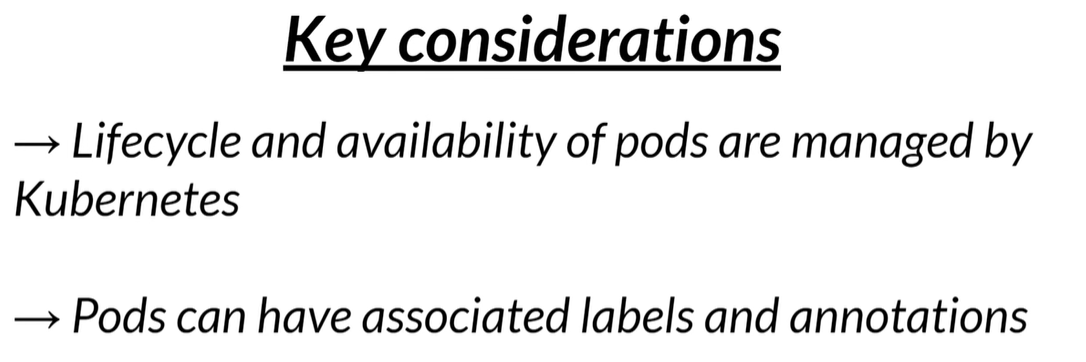 Key considerations
→ Lifecycle and availability of pods are managed by
Kubernetes
→ Pods can have associated labels and annotations